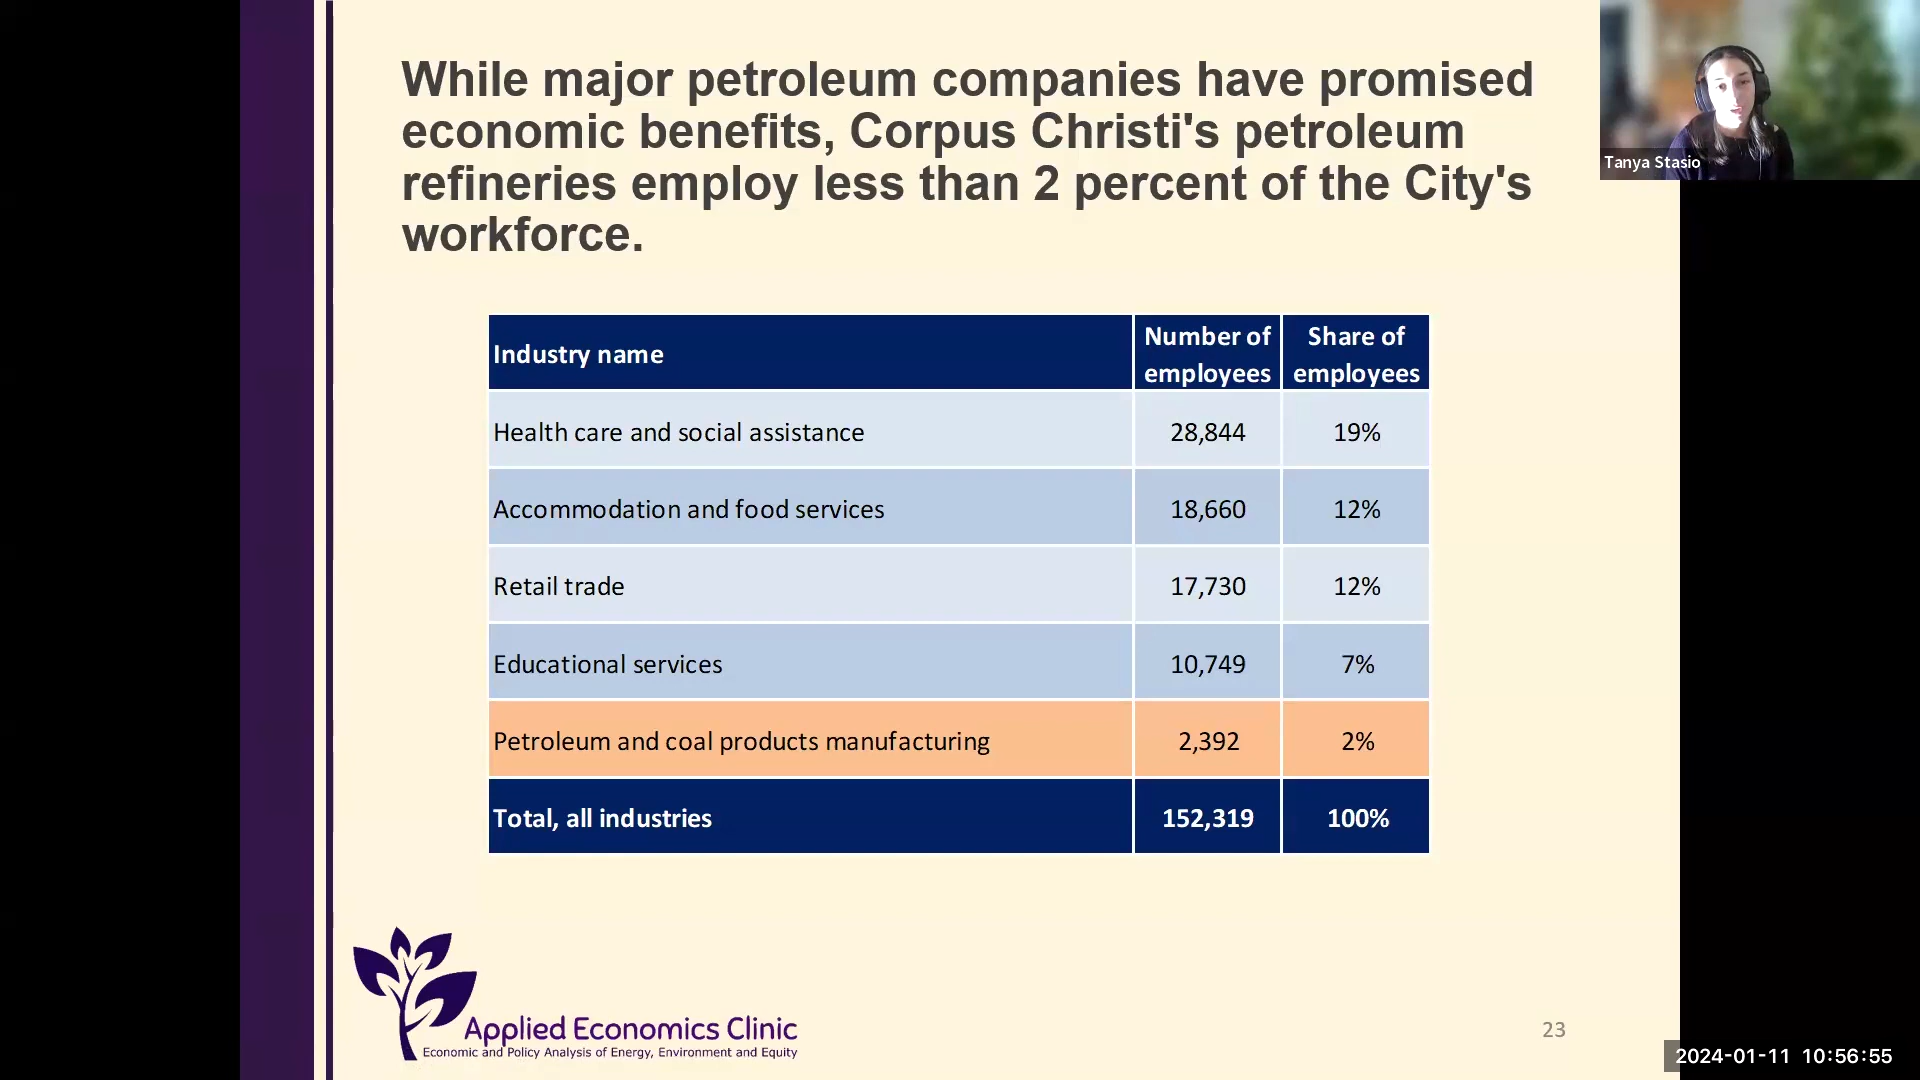 While major petroleum companies have promised
economic benefits, Corpus Christi's petroleum
refineries employ less than 2 percent of the City's
workforce.
Tanya Stasio
Industry name
Number of
employees
Share of
employees
Health care and social assistance 28,844 19%
Accommodation and food services 18,660 12%
Retail trade 17,730 12%
Educational services 10,749 7%
Petroleum and coal products manufacturing 2,392 2%
Total, all industries 152,319 100%
Applied Economics Clinic
Economic and Policy Analysis of Energy, Environment and Equity
23
2024-01-11 10:56:55